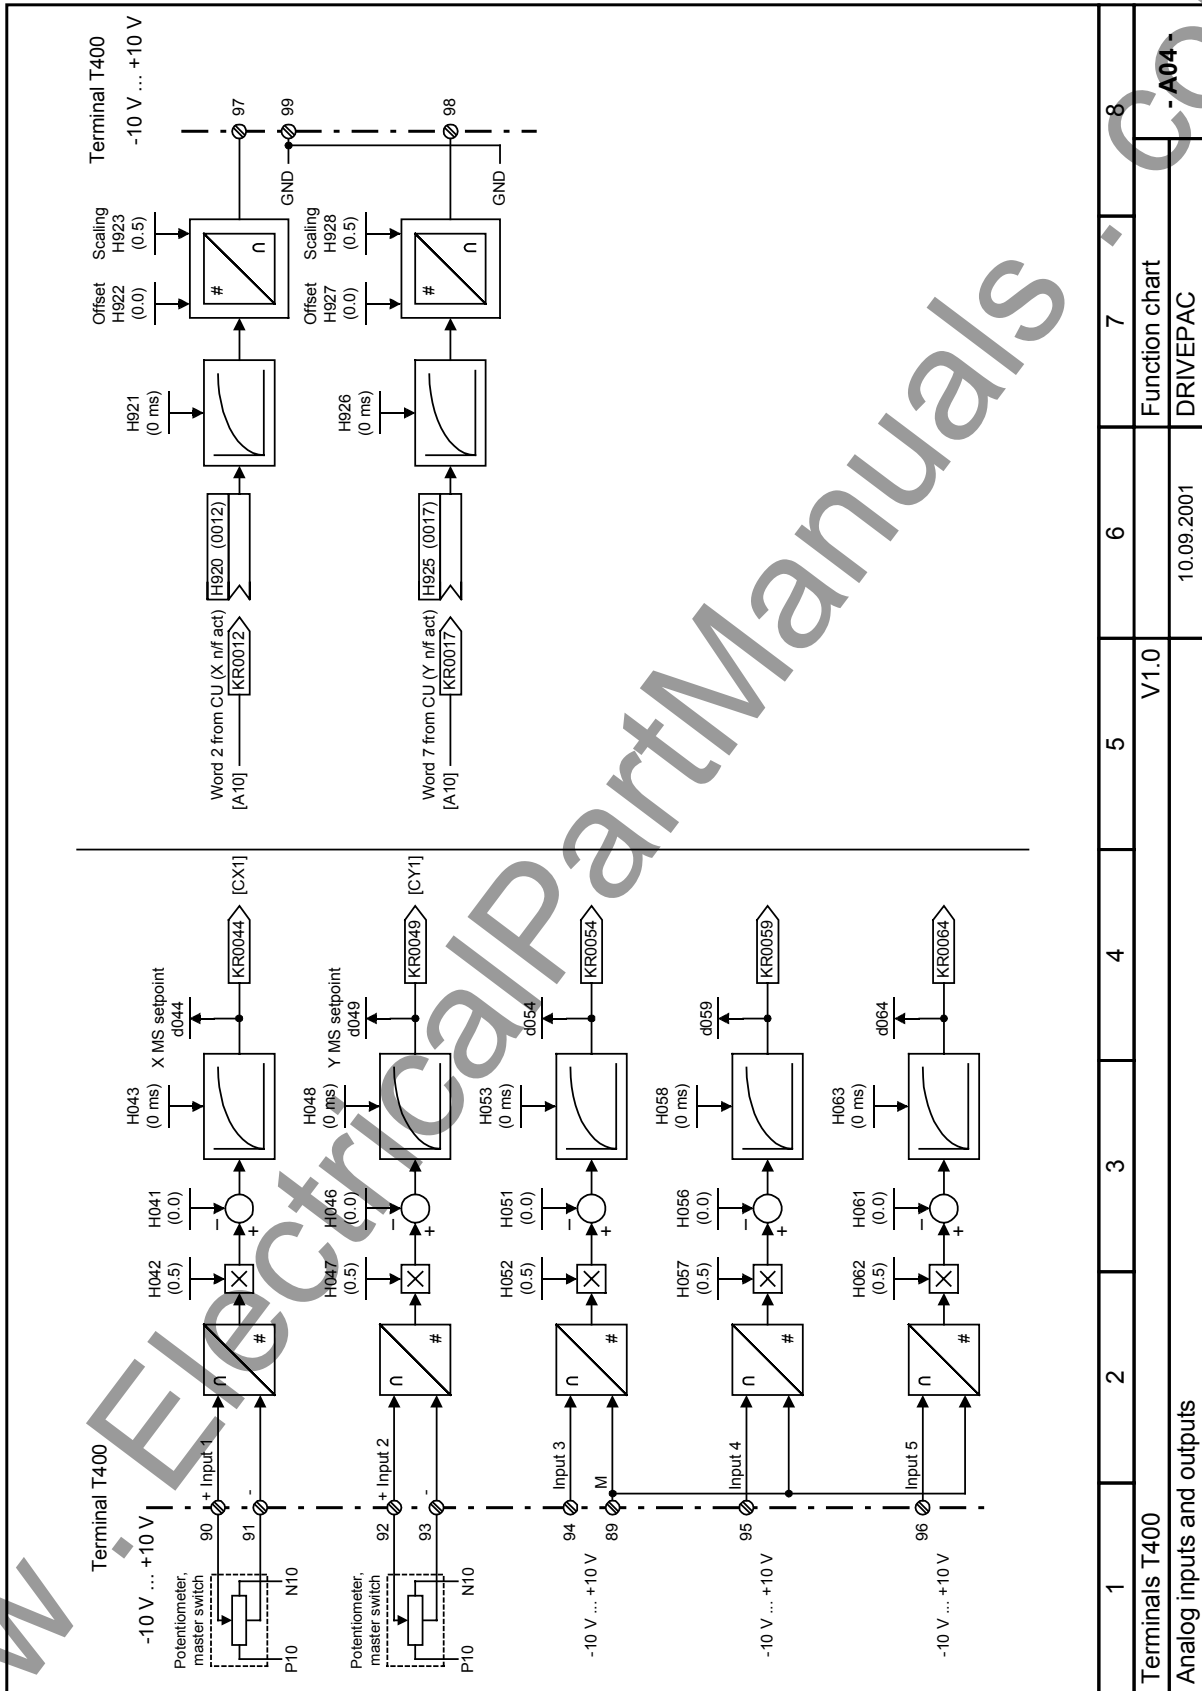 Terminal T400
-10 V ... +10 V
Potentiometer,
master switch
P10
N10
90
+ Input 1
91
-
U
#
H042
(0.5)
H041
(0.0)
–
+
H043
(0 ms)
X MS setpoint
d044
KR0044
[CX1]
Potentiometer,
master switch
P10
N10
92
+ Input 2
93
-
U
#
H047
(0.5)
H046
(0.0)
–
+
H048
(0 ms)
Y MS setpoint
d049
KR0049
[CY1]
-10 V ... +10 V
94
Input 3
89
M
U
#
H052
(0.5)
H051
(0.0)
–
+
H053
(0 ms)
d054
KR0054
-10 V ... +10 V
95
Input 4
U
#
H057
(0.5)
H056
(0.0)
–
+
H058
(0 ms)
d059
KR0059
-10 V ... +10 V
96
Input 5
U
#
H062
(0.5)
H061
(0.0)
–
+
H063
(0 ms)
d064
KR0064
Terminal T400
-10 V ... +10 V
Word 2 from CU (X n/f act)
[A10]
KR0012
H920 (0012)
H921
(0 ms)
Offset
H922
(0.0)
Scaling
H923
(0.5)
#
U
97
99
GND
Word 7 from CU (Y n/f act)
[A10]
KR0017
H925 (0017)
H926
(0 ms)
Offset
H927
(0.0)
Scaling
H928
(0.5)
#
U
98
GND
1 2 3 4 5 6 7 8
Terminals T400 V1.0 Function chart
Analog inputs and outputs 10.09.2001 DRIVEPAC
- A04 -
w . ElectricalPartManuals . co